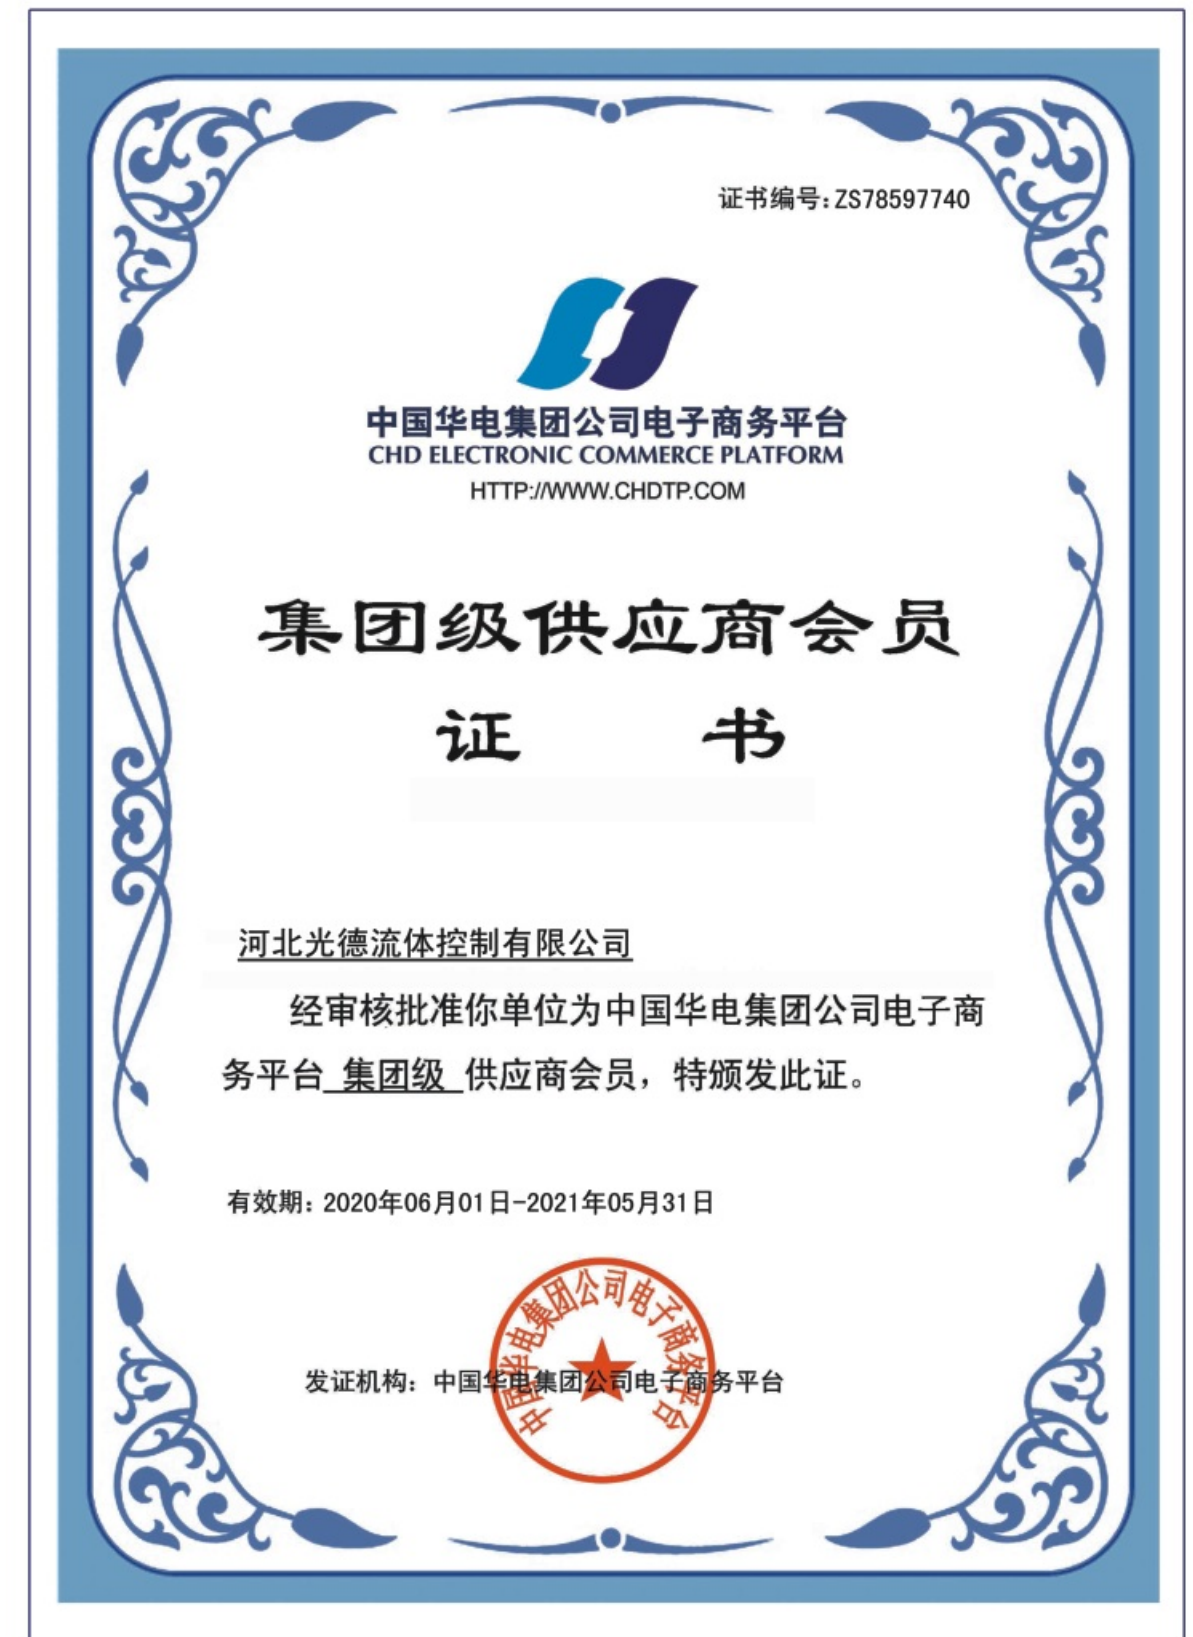 证书编号:ZS78597740
中国华电集团公司电子商务平台
CHD ELECTRONIC COMMERCE PLATFORM
HTTP://WWW.CHDTP.COM
集团级供应商会员
证 书
河北光德流体控制有限公司
经审核批准你单位为中国华电集团公司电子商
务平台 集团级 供应商会员，特颁发此证。
有效期: 2020年06月01日-2021年05月31日
中国华电集团公司电子商务平台
发证机构: 中国华电集团公司电子商务平台